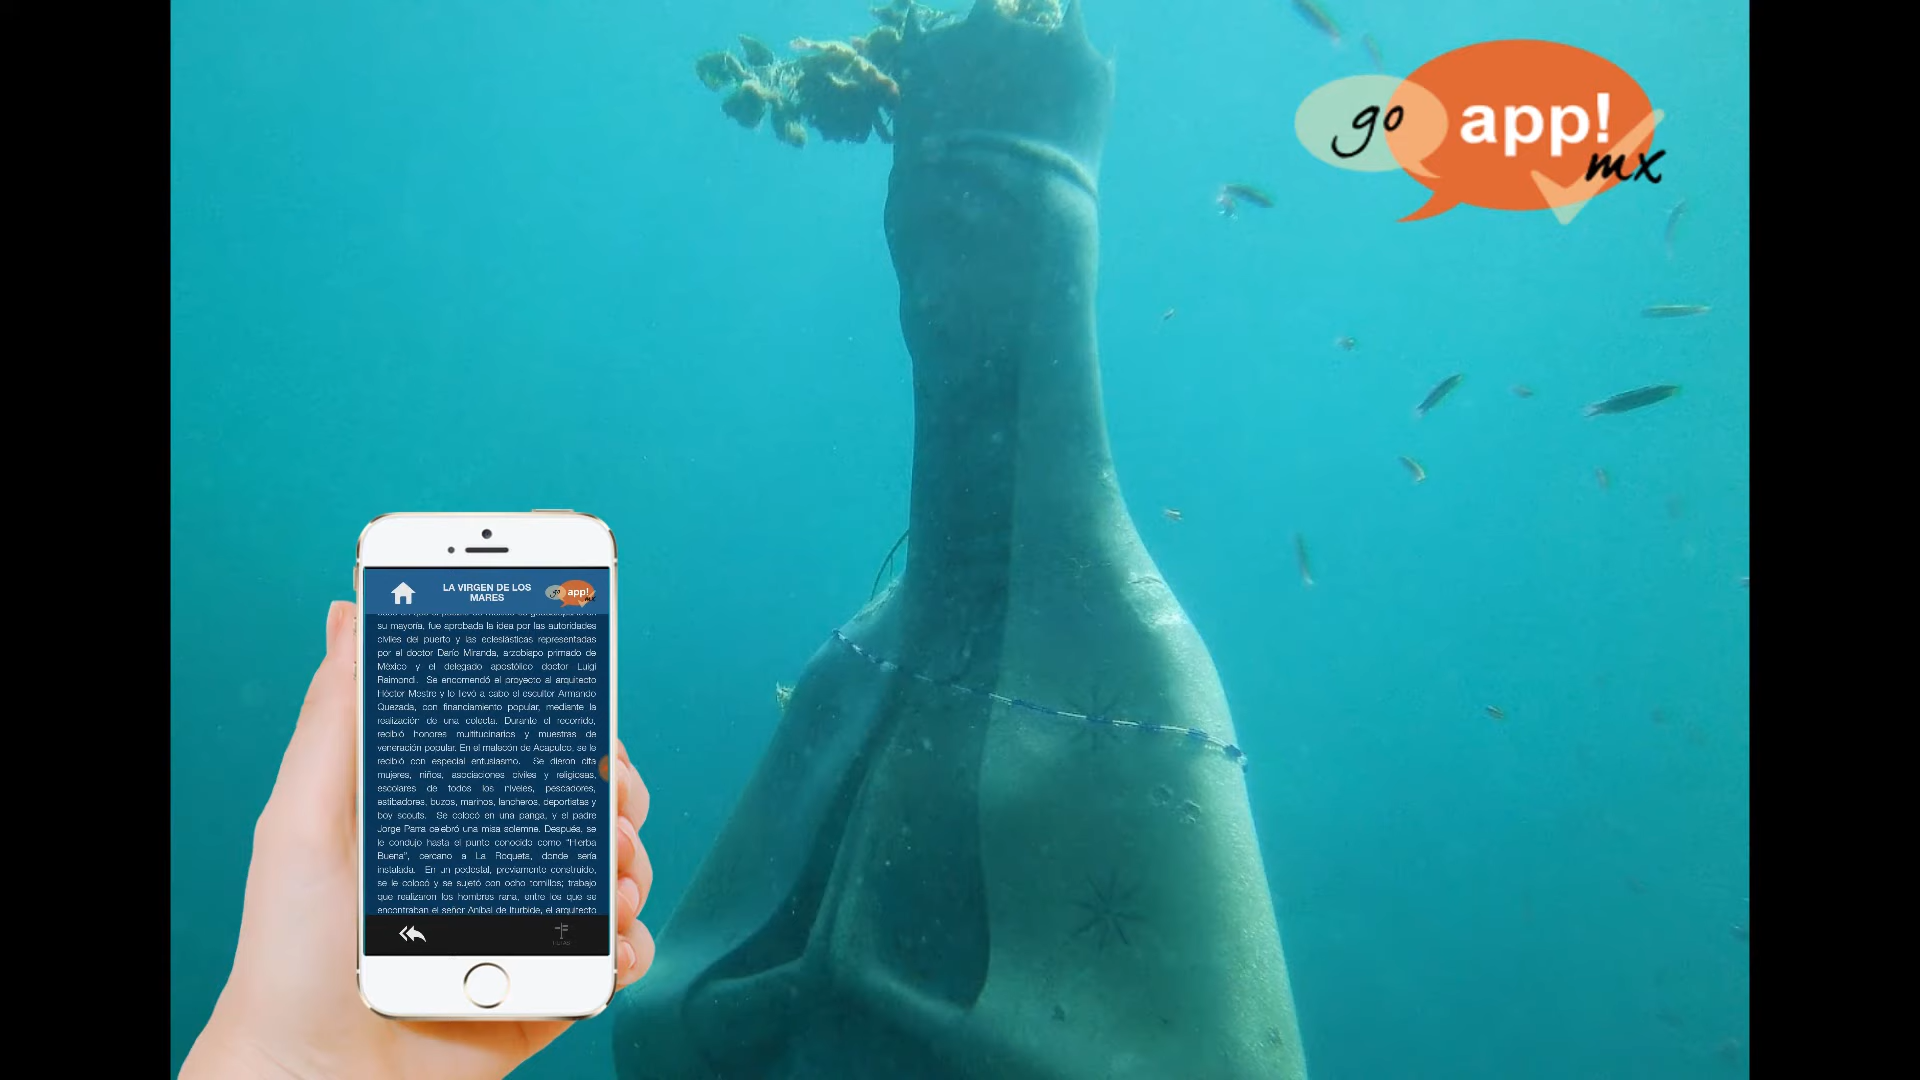 go app!
mx
LA VIRGEN DE LOS
MARES
go app!
su mayoría, fue aprobada la idea por las autoridades
civiles del puerto y las eclesiásticas representadas
por el doctor Darío Miranda, arzobispo primado de
México y el delegado apostólico doctor Luigi
Raimondi. Se encomendó el proyecto al arquitecto
Héctor Mestre y lo llevó a cabo el escultor Armando
Quezada, con financiamiento popular, mediante la
realización de una colecta. Durante el recorrido,
recibió honores multitudinarios y muestras de
veneración popular. En el malecón de Acapulco, se le
recibió con especial entusiasmo. Se dieron cita
mujeres, niños, asociaciones civiles y religiosas,
escolares de todos los niveles, pescadores,
estibadores, buzos, marinos, lancheros, deportistas y
boy scouts. Se colocó en una panga, y el padre
Jorge Parra celebró una misa solemne. Después, se
le condujo hasta el punto conocido como "Hierba
Buena", cercano a La Roqueta, donde sería
instalada. En un pedestal, previamente construido,
se le colocó y se sujetó con ocho tornillos; trabajo
que realizaron los hombres rana, entre los que se
encontraban el señor Aníbal de Iturbide, el arquitecto